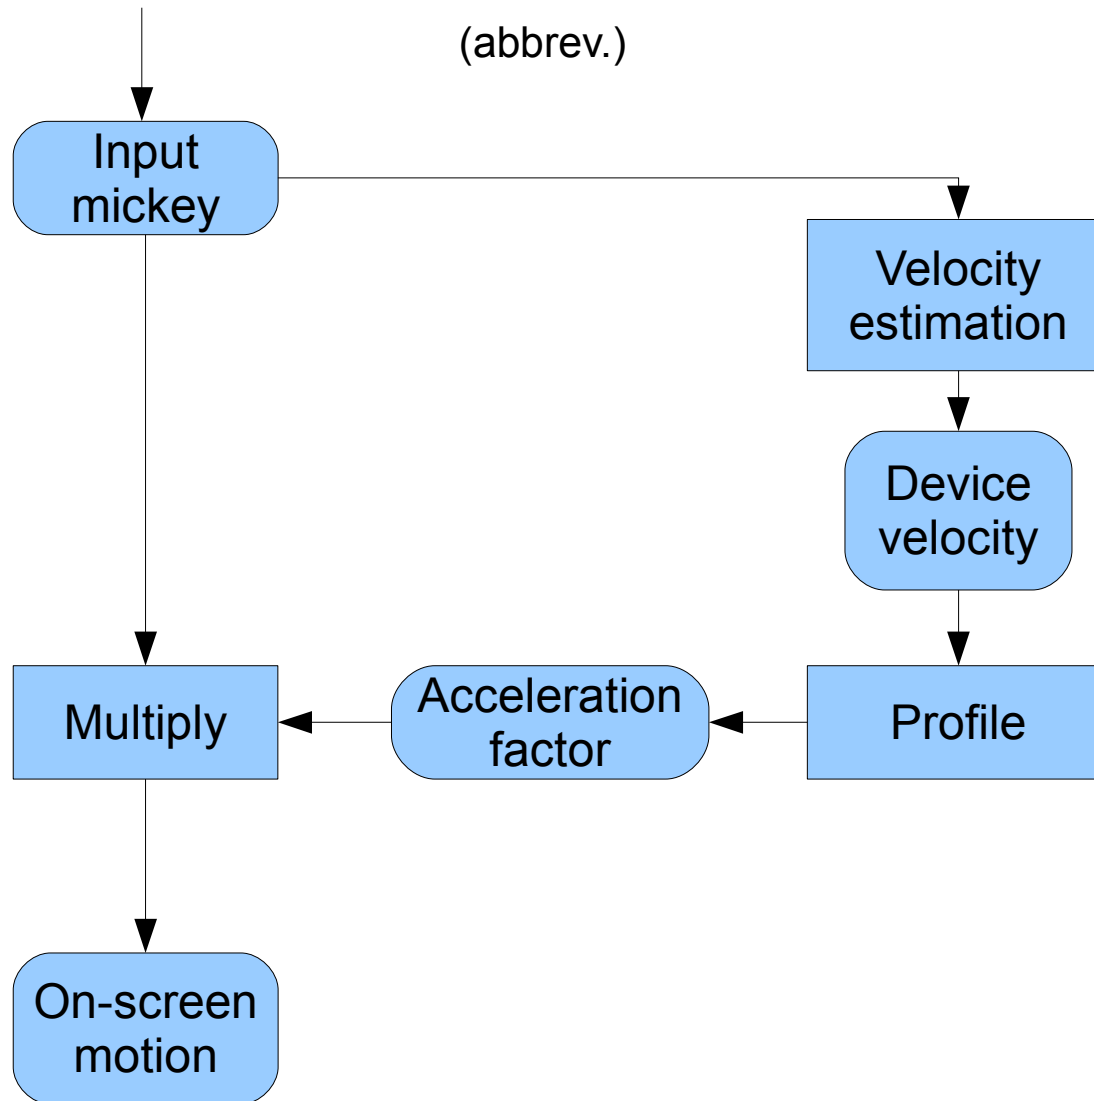 (abbrev.)
Input
mickey
Velocity
estimation
Device
velocity
Multiply
Acceleration
factor
Profile
On-screen
motion